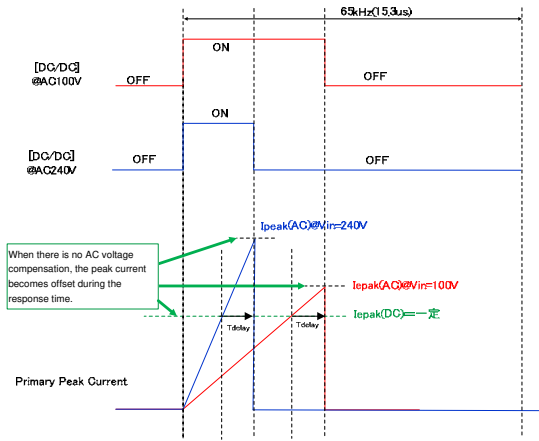 65kHz(15.3us)
ON
[DC/DC]
@AC100V
OFF
OFF
ON
[DC/DC]
@AC240V
OFF
OFF
Ipeak(AC)@Vin=240V
When there is no AC voltage
compensation, the peak current
becomes offset during the
response time.
Iepak(AC)@Vin=100V
Iepak(DC)=一定
Tdelay
Tdelay
Primary Peak Current